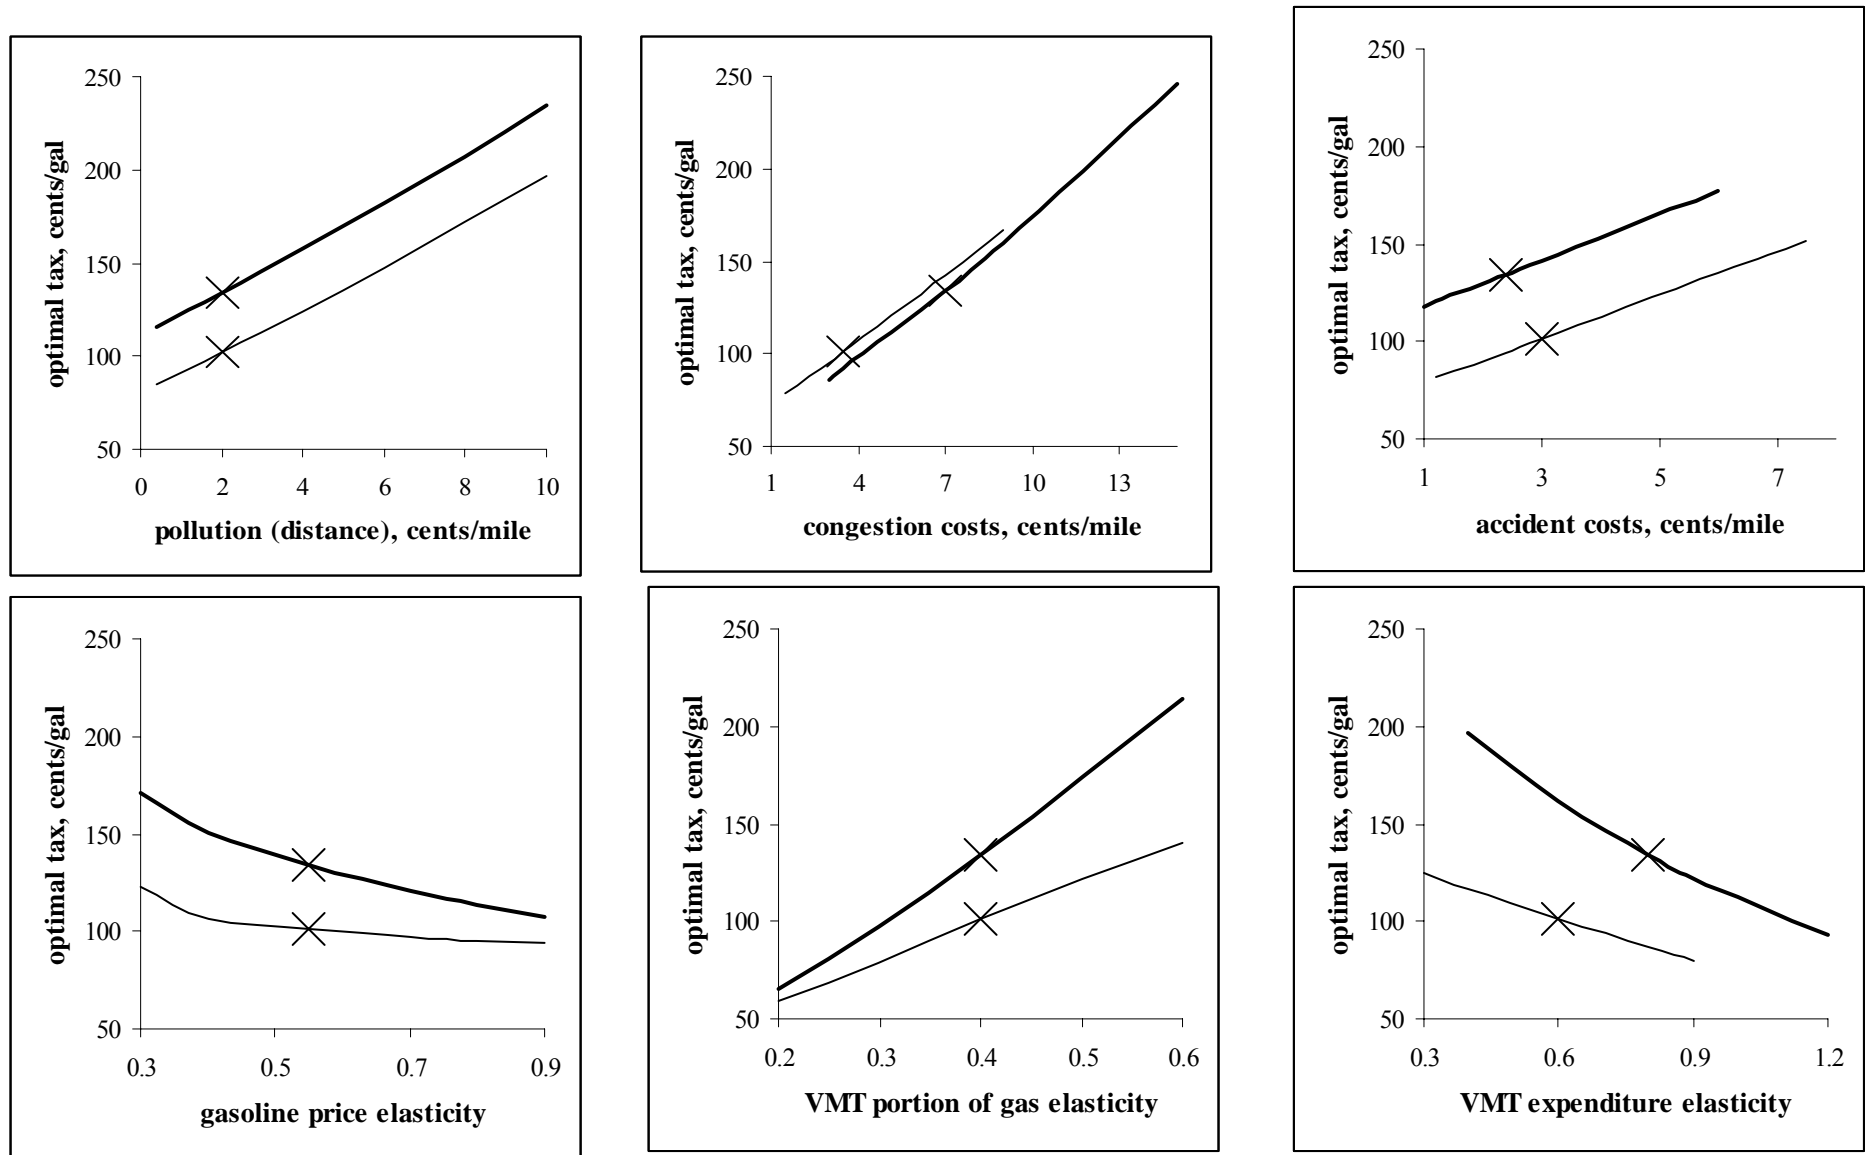 optimal tax, cents/gal
250
200
150
100
50
0 2 4 6 8 10
pollution (distance), cents/mile
optimal tax, cents/gal
250
200
150
100
50
1 4 7 10 13
congestion costs, cents/mile
optimal tax, cents/gal
250
200
150
100
50
1 3 5 7
accident costs, cents/mile
optimal tax, cents/gal
250
200
150
100
50
0.3 0.5 0.7 0.9
gasoline price elasticity
optimal tax, cents/gal
250
200
150
100
50
0.2 0.3 0.4 0.5 0.6
VMT portion of gas elasticity
optimal tax, cents/gal
250
200
150
100
50
0.3 0.6 0.9 1.2
VMT expenditure elasticity